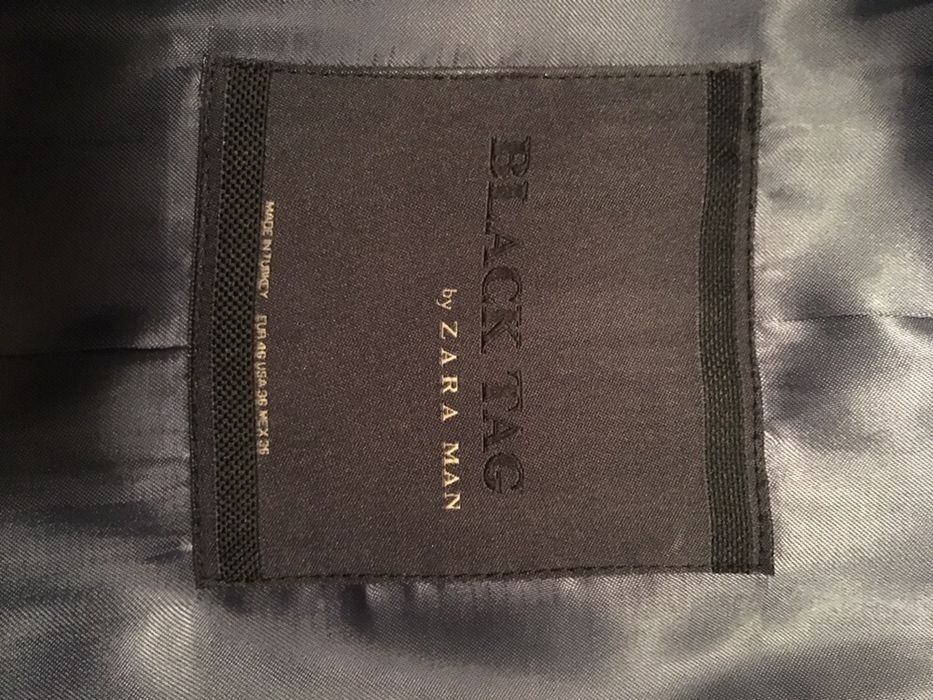 BLACK TAG
by ZARA MAN
MADE IN TURKEY EUR 46 USA 36 MEX 36